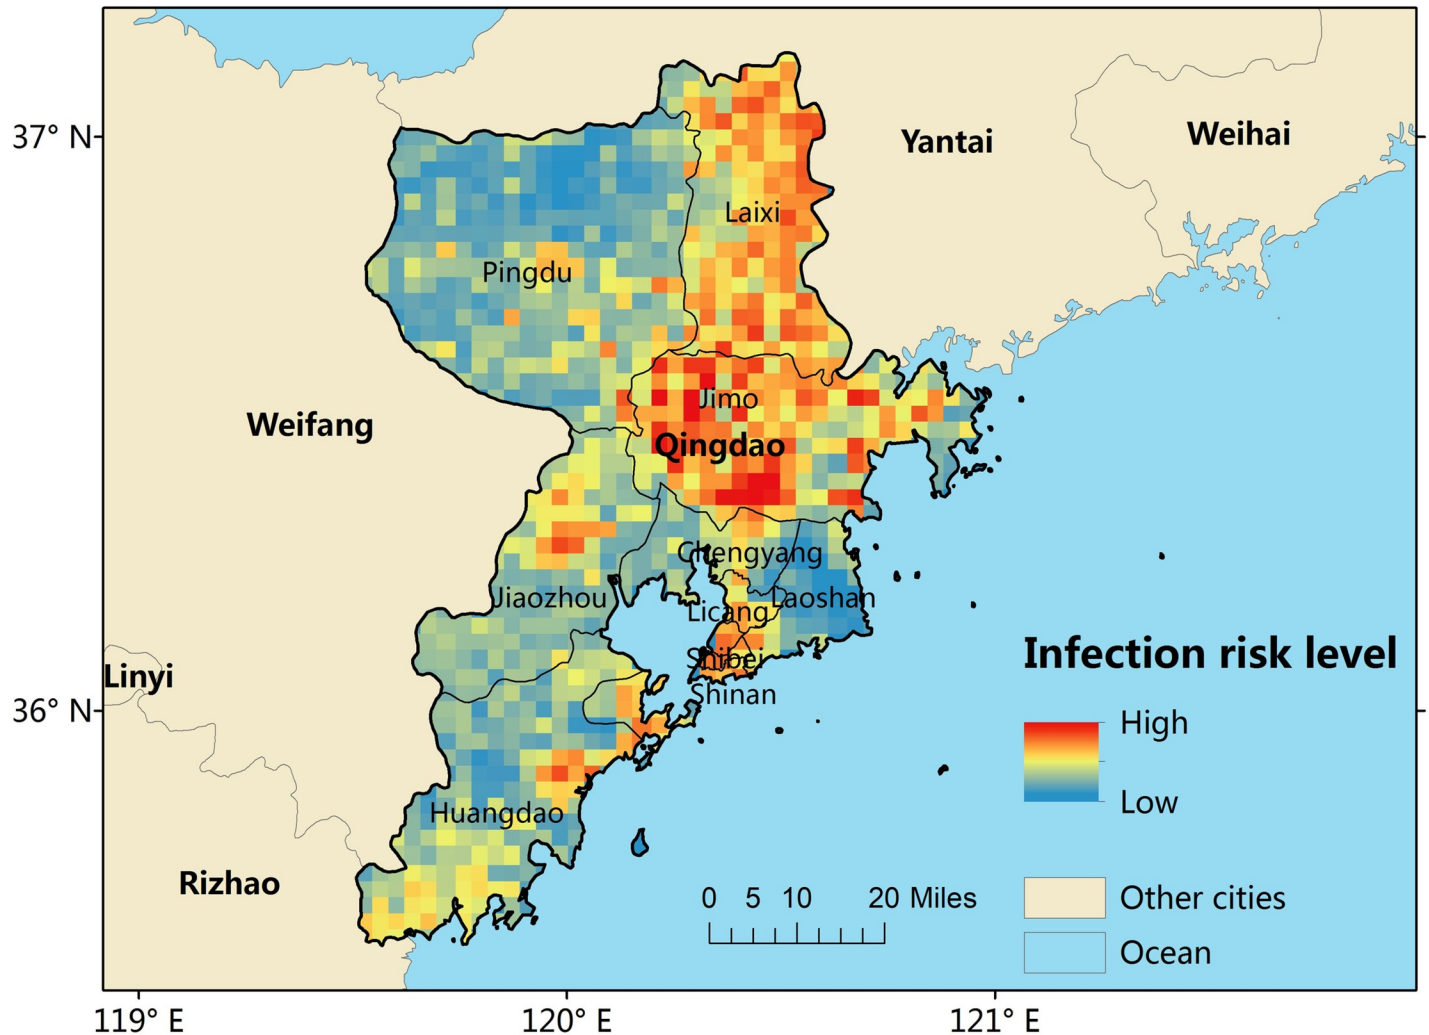 37° N
Yantai
Weihai
Laixi
Pingdu
Jimo
Weifang
Qingdao
Chengyang
Jiaozhou
Laoshan
Licang
Shibei
Shinan
Linyi
36° N
Infection risk level
High
Low
Huangdao
Rizhao
0 5 10 20 Miles
Other cities
Ocean
119° E
120° E
121° E